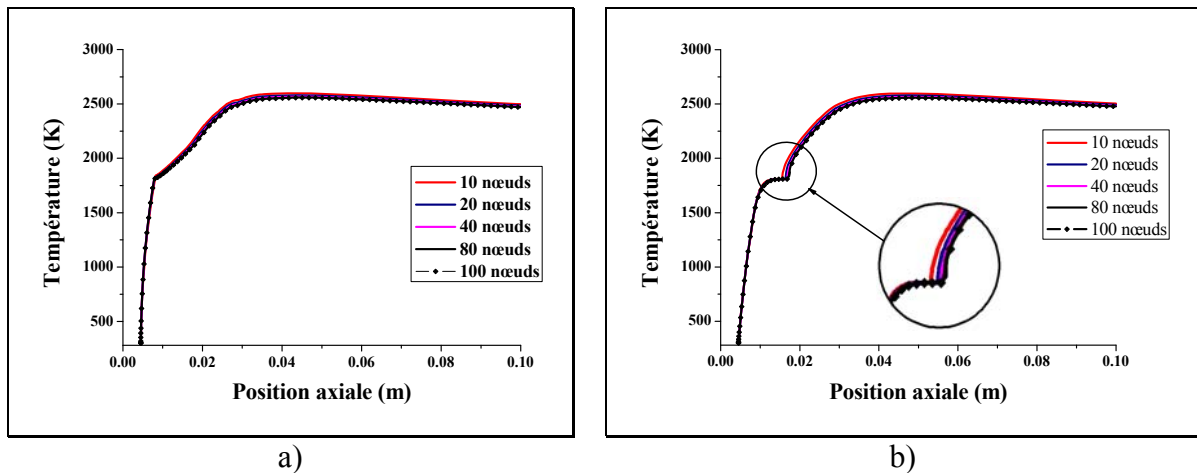 3000
2500
2000
1500
1000
500
Température (K)
10 nœuds
20 nœuds
40 nœuds
80 nœuds
100 nœuds
0.00 0.02 0.04 0.06 0.08 0.10
Position axiale (m)
a)
3000
2500
2000
1500
1000
500
Température (K)
10 nœuds
20 nœuds
40 nœuds
80 nœuds
100 nœuds
0.00 0.02 0.04 0.06 0.08 0.10
Position axiale (m)
b)